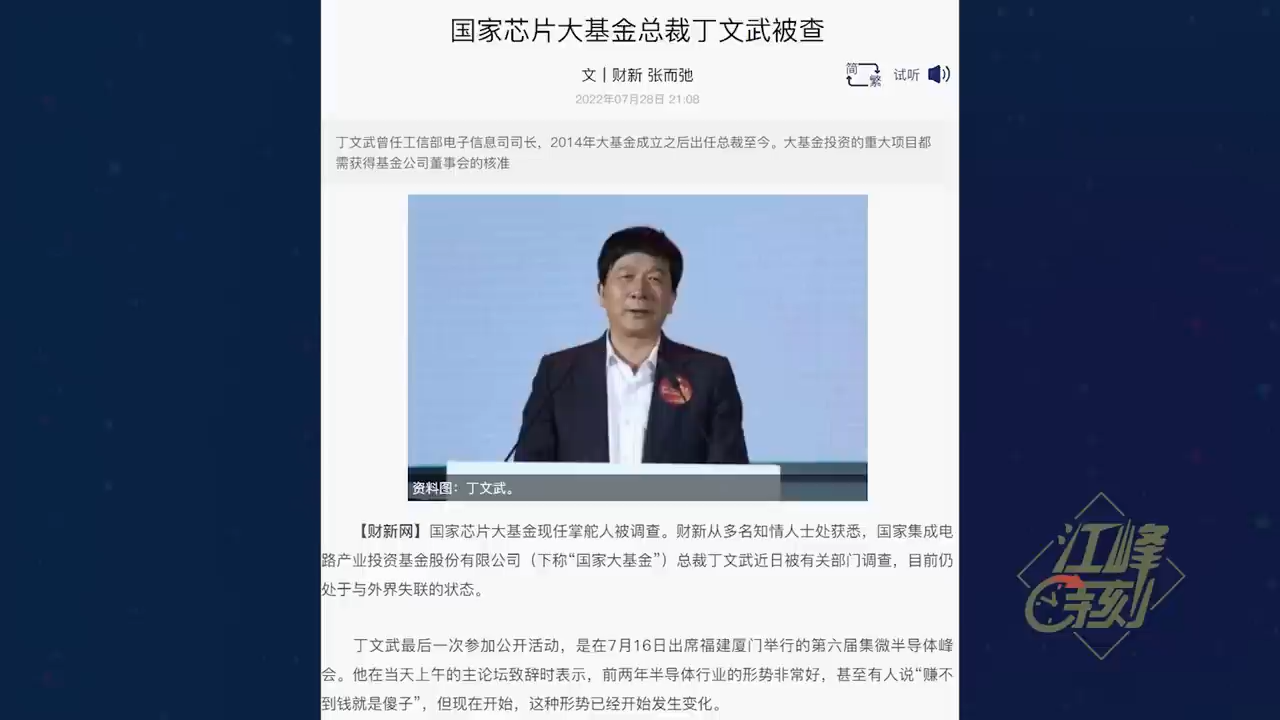 国家芯片大基金总裁丁文武被查
文丨财新 张而弛
简繁
试听
2022年07月28日 21:08
丁文武曾任工信部电子信息司司长，2014年大基金成立之后出任总裁至今。大基金投资的重大项目都
需获得基金公司董事会的核准
资料图：丁文武。
【财新网】国家芯片大基金现任掌舵人被调查。财新从多名知情人士处获悉，国家集成电
路产业投资基金股份有限公司（下称“国家大基金”）总裁丁文武近日被有关部门调查，目前仍
处于与外界失联的状态。
丁文武最后一次参加公开活动，是在7月16日出席福建厦门举行的第六届集微半导体峰
会。他在当天上午的主论坛致辞时表示，前两年半导体行业的形势非常好，甚至有人说“赚不
到钱就是傻子”，但现在开始，这种形势已经开始发生变化。
江峰
时刻